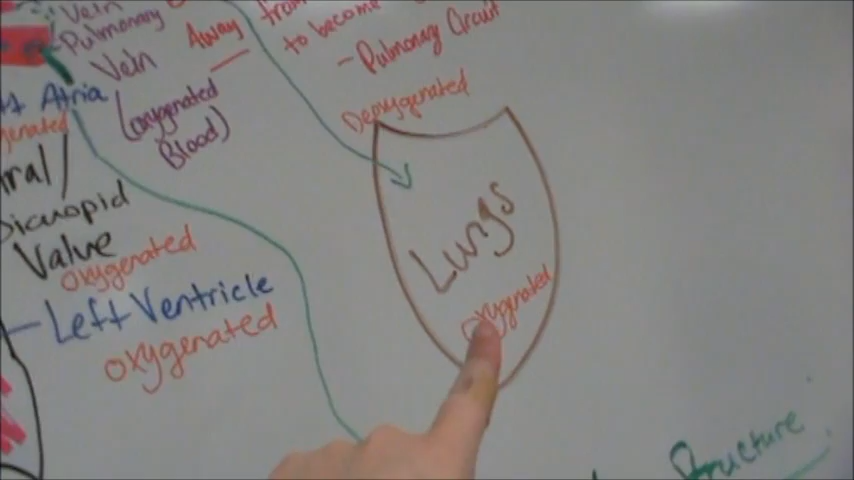 Vein
Pulmonary
Vein
(oxygenated
Blood)
Away from
to become
- Pulmonary Circuit
Deoxygenated
Lungs
oxygenated
Atria
Valve
oxygenated
Left Ventricle
oxygenated
Structure